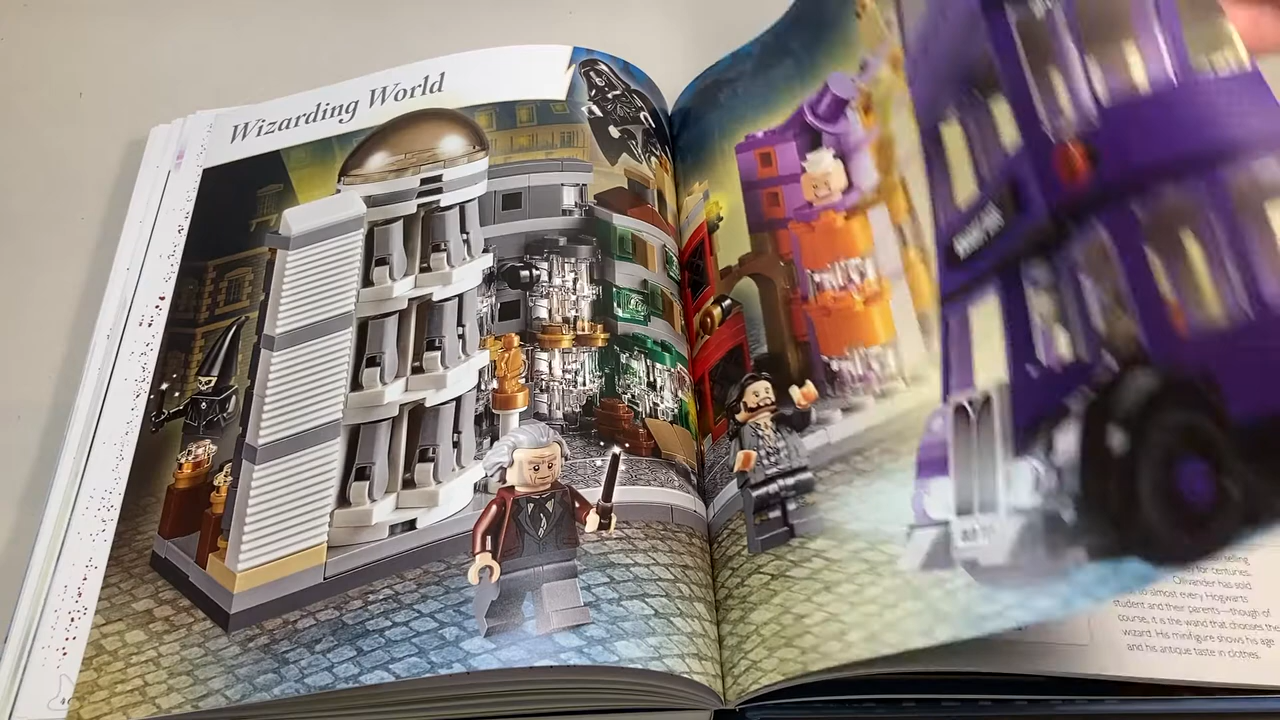 Wizarding World
selling
for centuries.
Ollivander has sold
to almost every Hogwarts
student and their parents—though of
course, it is the wand that chooses the
wizard. His minifigure shows his age
and his antique taste in clothes.